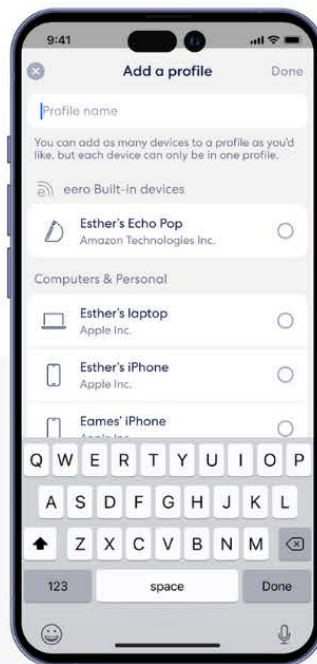 9:41
Add a profile
Done
Profile name
You can add as many devices to a profile as you'd
like, but each device can only be in one profile.
eero Built-in devices
Esther's Echo Pop
Amazon Technologies Inc.
Computers & Personal
Esther's laptop
Apple Inc.
Esther's iPhone
Apple Inc.
Eames' iPhone
Apple Inc.
Q W E R T Y U I O P
A S D F G H J K L
Z X C V B N M
123 space Done